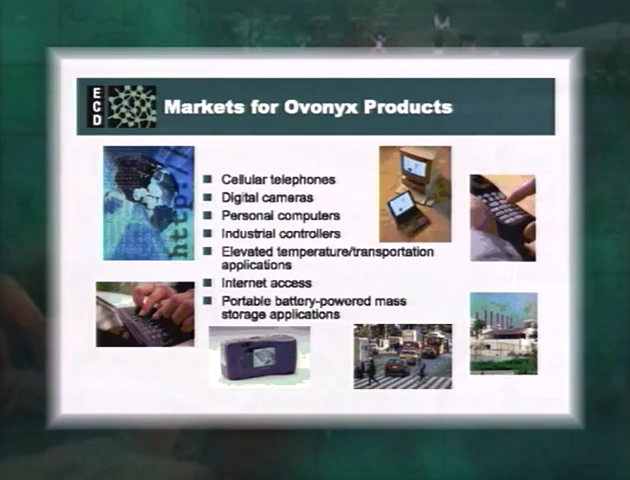 E
C
D
Markets for Ovonyx Products
Cellular telephones
Digital cameras
Personal computers
Industrial controllers
Elevated temperature/transportation
applications
Internet access
Portable battery-powered mass
storage applications
http:/